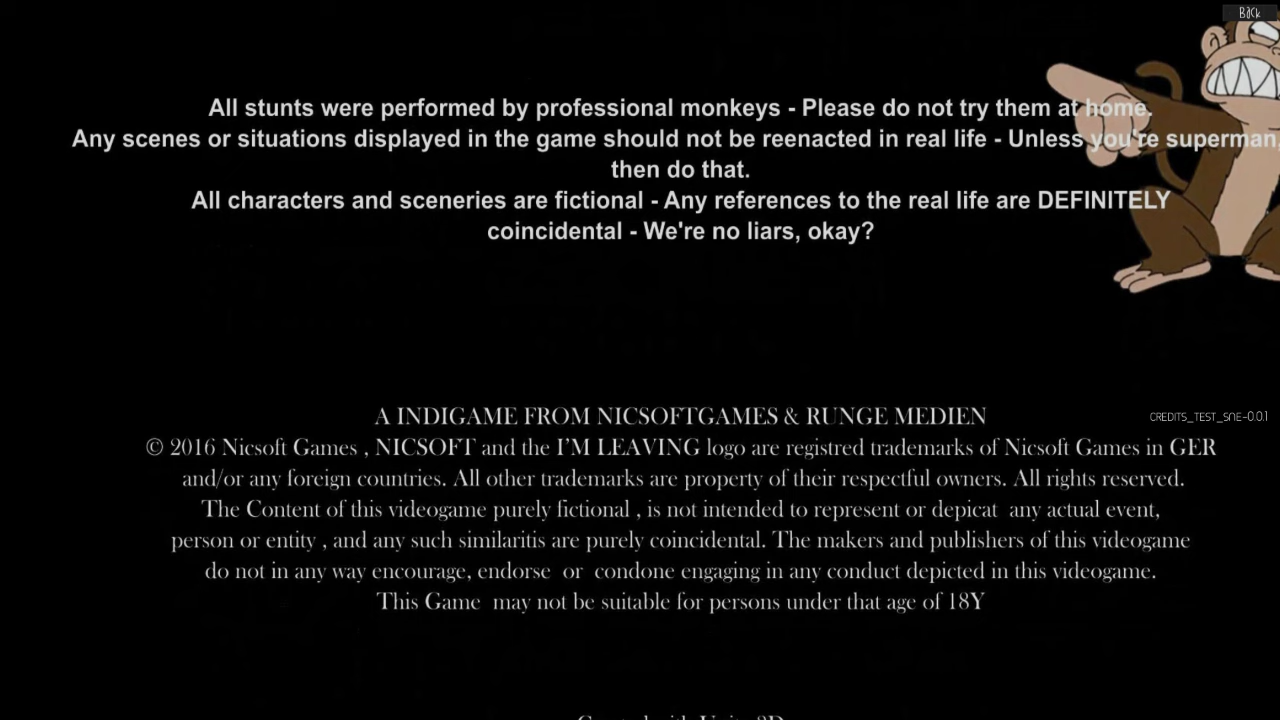 Back
All stunts were performed by professional monkeys - Please do not try them at home.
Any scenes or situations displayed in the game should not be reenacted in real life - Unless you're superman,
then do that.
All characters and sceneries are fictional - Any references to the real life are DEFINITELY
coincidental - We're no liars, okay?
A INDIGAME FROM NICSOFTGAMES & RUNGE MEDIEN
CREDITS_TEST_SNE-0.0.1
© 2016 Nicsoft Games , NICSOFT and the I'M LEAVING logo are registred trademarks of Nicsoft Games in GER
and/or any foreign countries. All other trademarks are property of their respectful owners. All rights reserved.
The Content of this videogame purely fictional , is not intended to represent or depicat any actual event,
person or entity , and any such similaritis are purely coincidental. The makers and publishers of this videogame
do not in any way encourage, endorse or condone engaging in any conduct depicted in this videogame.
This Game may not be suitable for persons under that age of 18Y